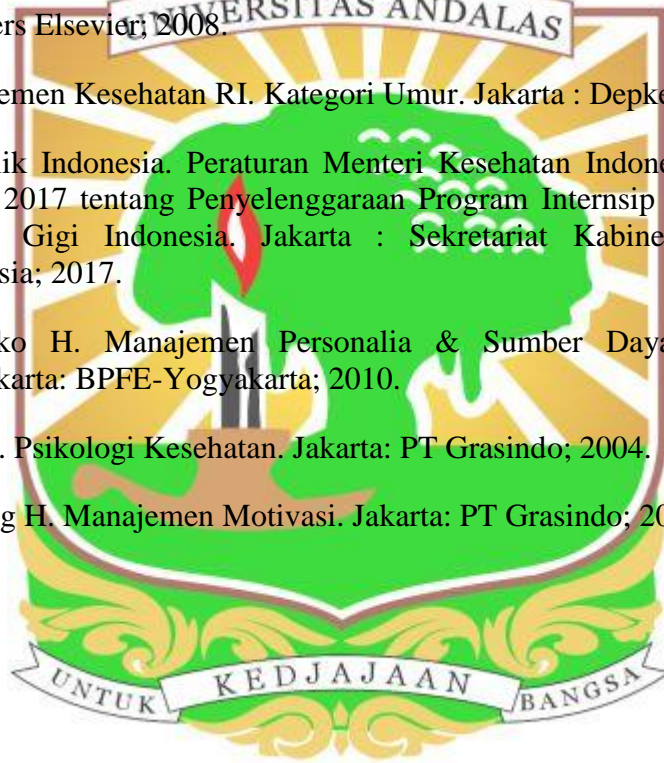 UNIVERSITAS ANDALAS
ers Elsevier; 2008.
emen Kesehatan RI. Kategori Umur. Jakarta : Depke
lik Indonesia. Peraturan Menteri Kesehatan Indone
2017 tentang Penyelenggaraan Program Internsip
Gigi Indonesia. Jakarta : Sekretariat Kabine
sia; 2017.
ko H. Manajemen Personalia & Sumber Daya
karta: BPFE-Yogyakarta; 2010.
. Psikologi Kesehatan. Jakarta: PT Grasindo; 2004.
g H. Manajemen Motivasi. Jakarta: PT Grasindo; 20
UNTUK KEDJAJAAN BANGSA